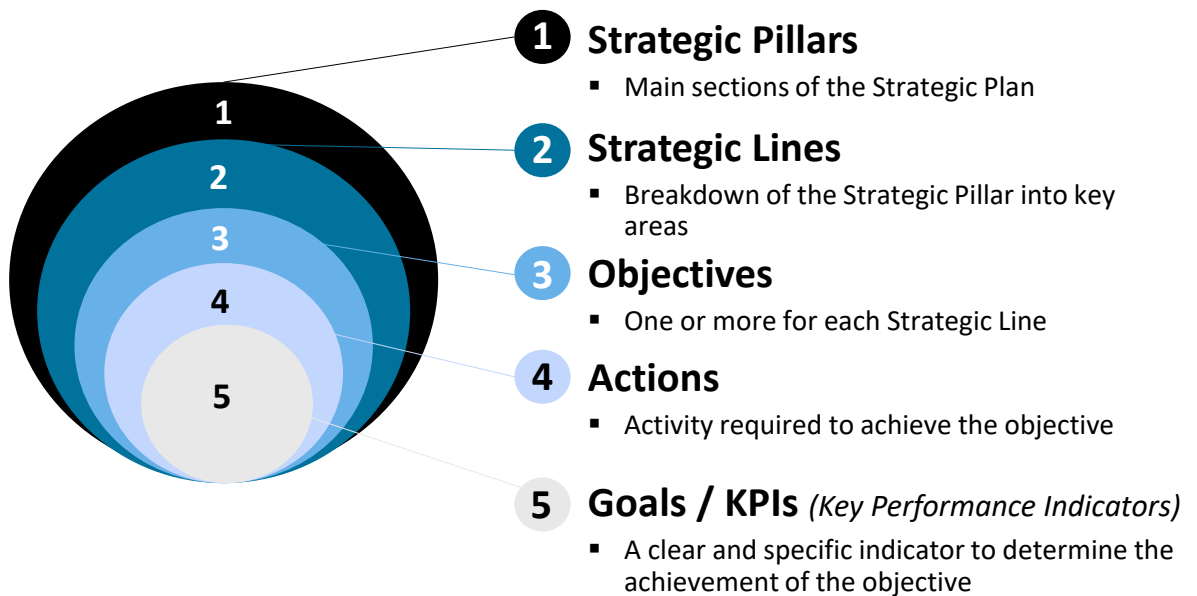 1 Strategic Pillars
▪ Main sections of the Strategic Plan
1
2 Strategic Lines
▪ Breakdown of the Strategic Pillar into key
areas
2
3 Objectives
▪ One or more for each Strategic Line
3
4 Actions
▪ Activity required to achieve the objective
4
5 Goals / KPIs (Key Performance Indicators)
▪ A clear and specific indicator to determine the
achievement of the objective
5